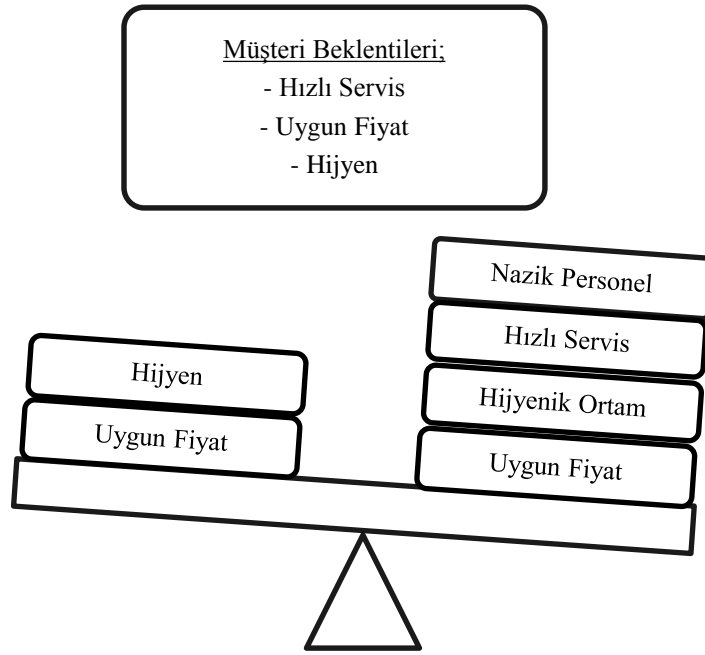 Müşteri Beklentileri;
- Hızlı Servis
- Uygun Fiyat
- Hijyen
Hijyen
Uygun Fiyat
Nazik Personel
Hızlı Servis
Hijyenik Ortam
Uygun Fiyat